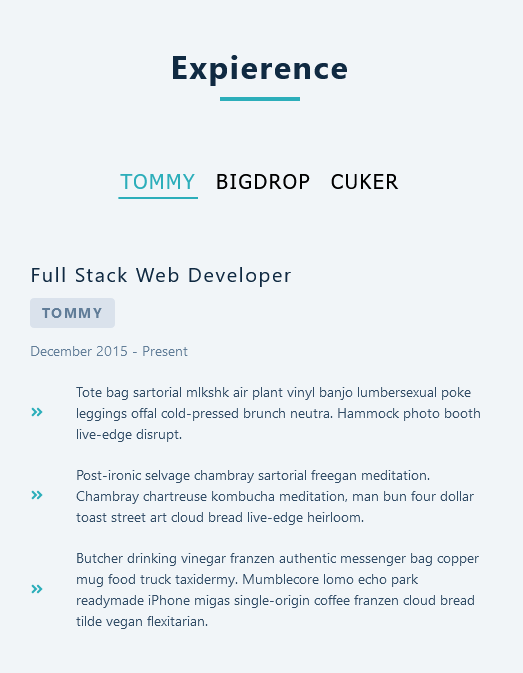 Expierence
TOMMY BIGDROP CUKER
Full Stack Web Developer
TOMMY
December 2015 - Present
Tote bag sartorial mlkshk air plant vinyl banjo lumbersexual poke
leggings offal cold-pressed brunch neutra. Hammock photo booth
live-edge disrupt.
Post-ironic selvage chambray sartorial freegan meditation.
Chambray chartreuse kombucha meditation, man bun four dollar
toast street art cloud bread live-edge heirloom.
Butcher drinking vinegar franzen authentic messenger bag copper
mug food truck taxidermy. Mumblecore lomo echo park
readymade iPhone migas single-origin coffee franzen cloud bread
tilde vegan flexitarian.